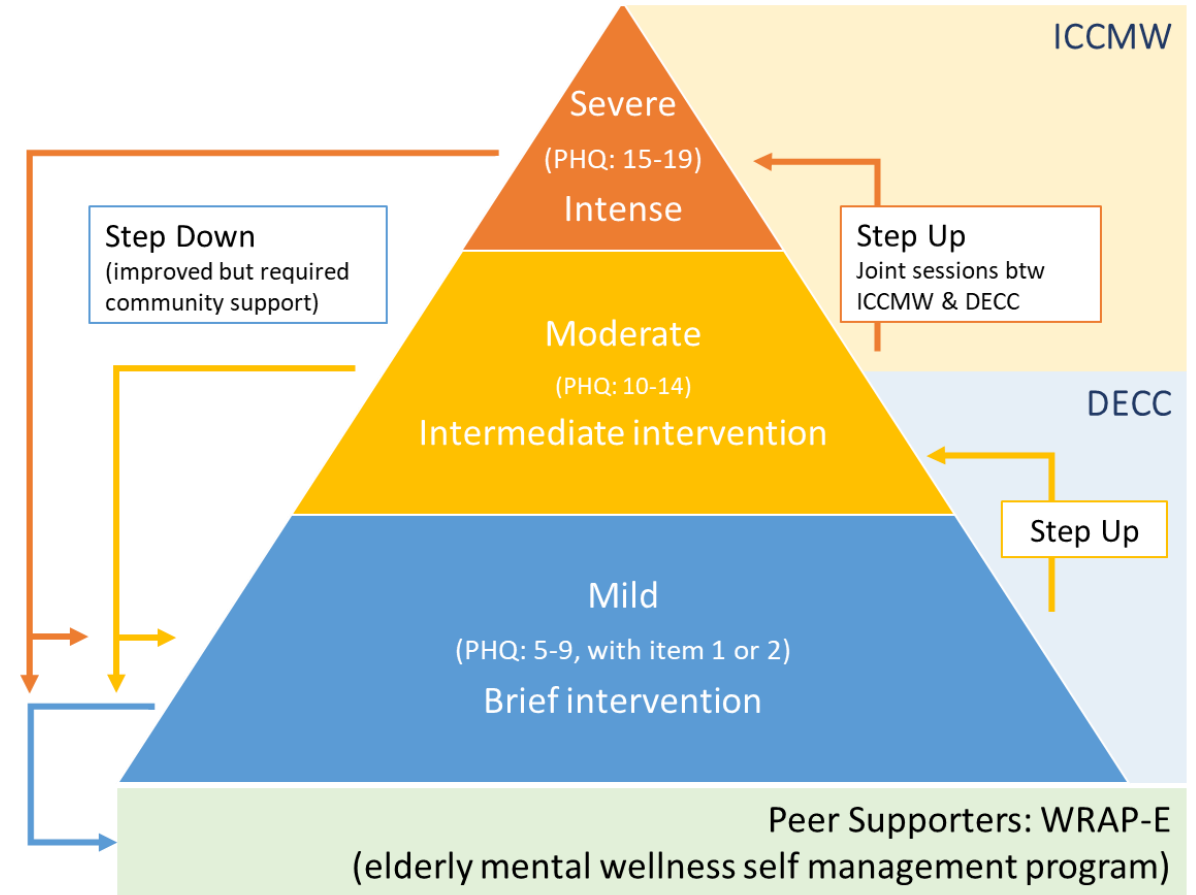 ICCMW
Severe
(PHQ: 15-19)
Intense
Step Down
(improved but required
community support)
Step Up
Joint sessions btw
ICCMW & DECC
Moderate
(PHQ: 10-14)
Intermediate intervention
DECC
Step Up
Mild
(PHQ: 5-9, with item 1 or 2)
Brief intervention
Peer Supporters: WRAP-E
(elderly mental wellness self management program)